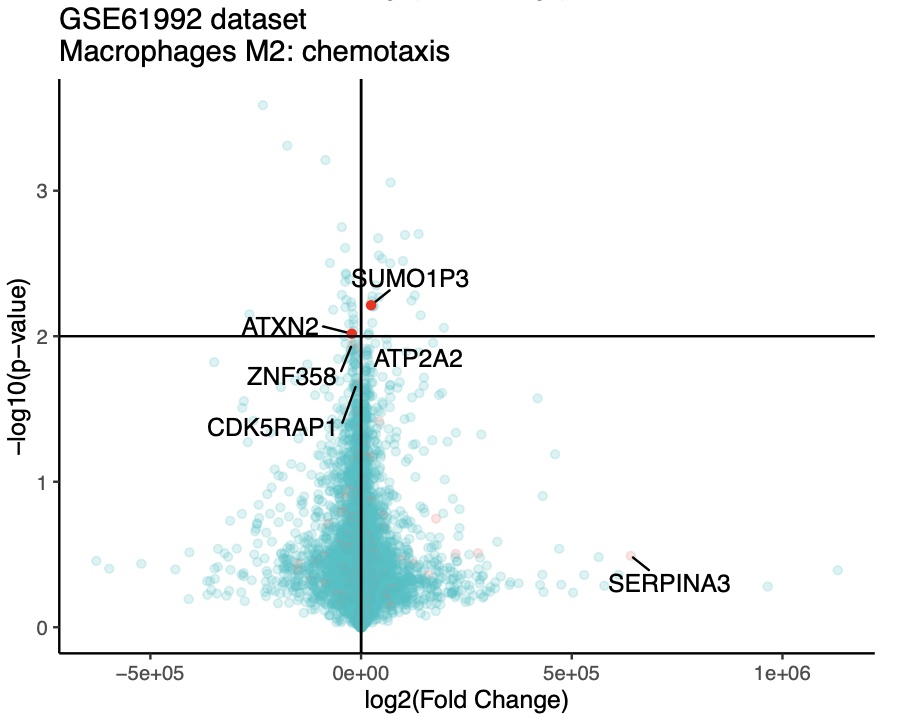 GSE61992 dataset
Macrophages M2: chemotaxis
3
SUMO1P3
ATXN2
2
ATP2A2
ZNF358
CDK5RAP1
1
SERPINA3
0
−5e+05
0e+00
5e+05
1e+06
log2(Fold Change)
−log10(p−value)